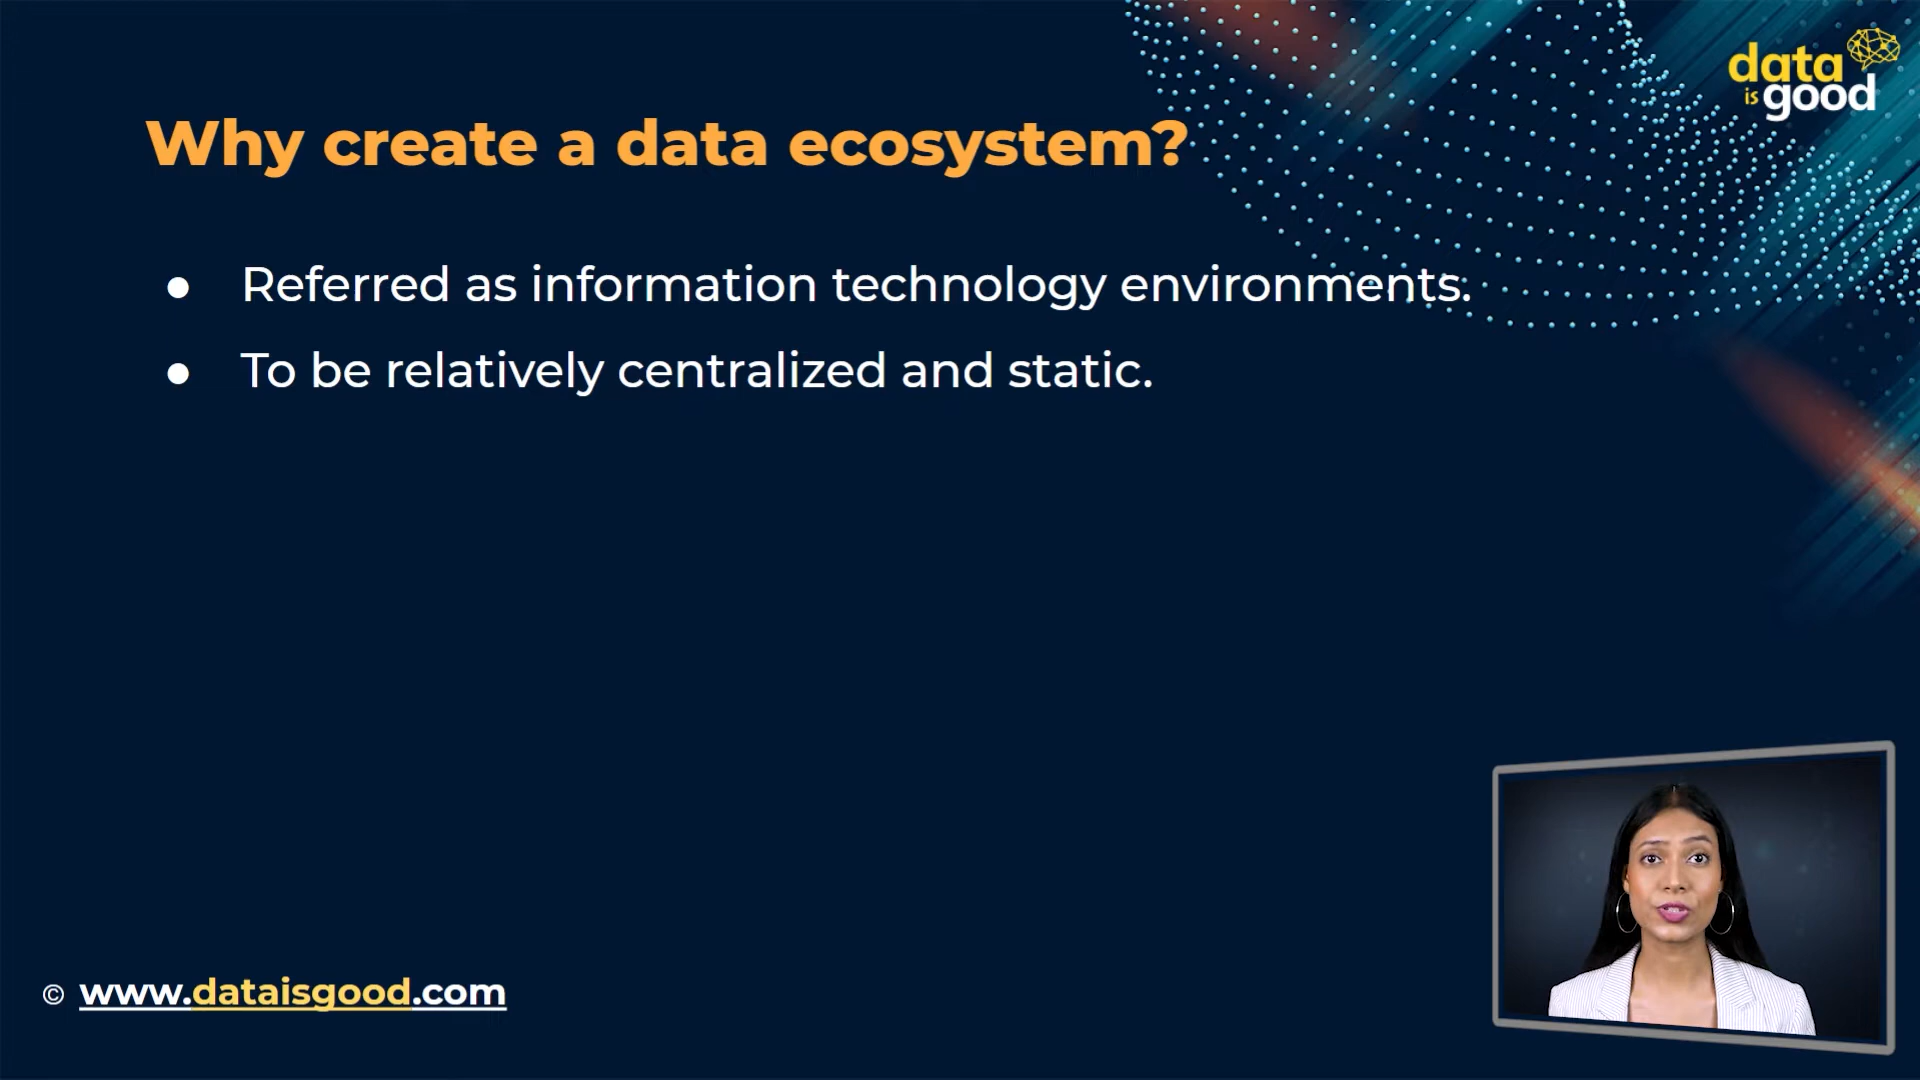 data
is good
Why create a data ecosystem?
● Referred as information technology environments.
● To be relatively centralized and static.
© www.dataisgood.com